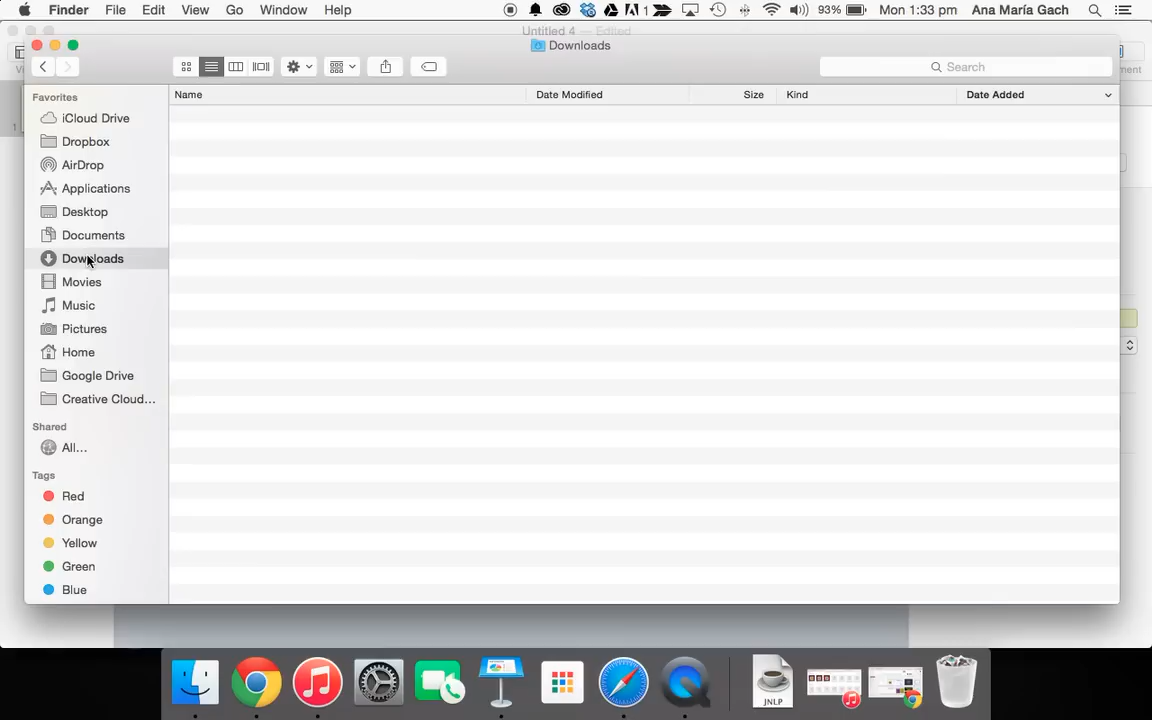 Finder File Edit View Go Window Help 1 93% Mon 1:33 pm Ana María Gach
Untitled 4 — Edited
Downloads
Search
Favorites
Name Date Modified Size Kind Date Added
iCloud Drive
Dropbox
AirDrop
Applications
Desktop
Documents
Downloads
Movies
Music
Pictures
Home
Google Drive
Creative Cloud...
Shared
All...
Tags
Red
Orange
Yellow
Green
Blue
1
JNLP